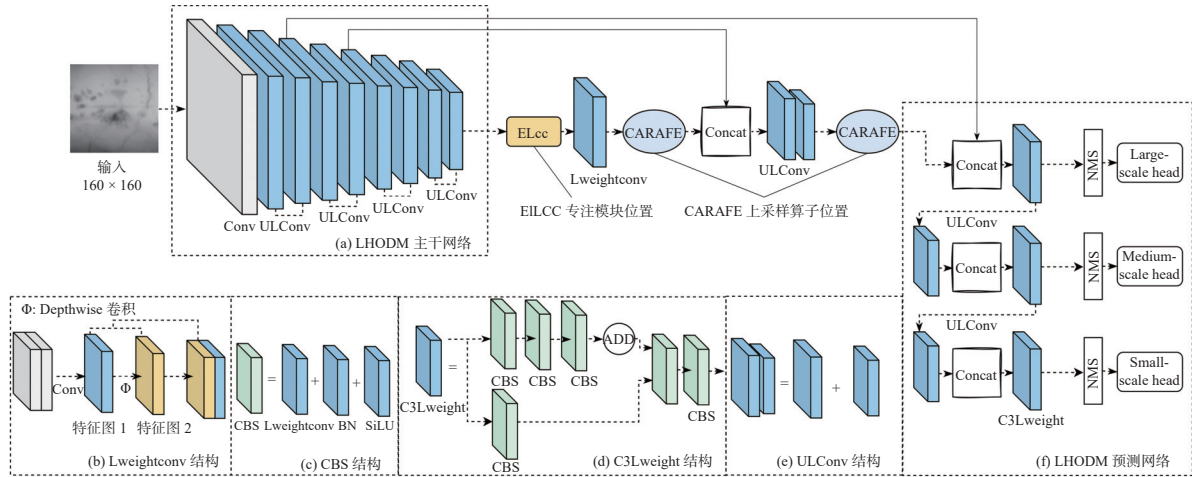 输入
160 × 160
Conv
ULConv
ULConv
ULConv
ULConv
(a) LHODM 主干网络
ELcc
EILCC 专注模块位置
Lweightconv
CARAFE
Concat
ULConv
CARAFE
CARAFE 上采样算子位置
Concat
NMS
Large-
scale head
ULConv
Concat
NMS
Medium-
scale head
ULConv
Concat
C3Lweight
NMS
Small-
scale head
(f) LHODM 预测网络
Φ: Depthwise 卷积
Conv
Φ
特征图 1
特征图 2
(b) Lweightconv 结构
=
+
+
CBS
Lweightconv
BN
SiLU
(c) CBS 结构
C3Lweight
=
CBS
CBS
CBS
ADD
CBS
CBS
(d) C3Lweight 结构
=
+
(e) ULConv 结构